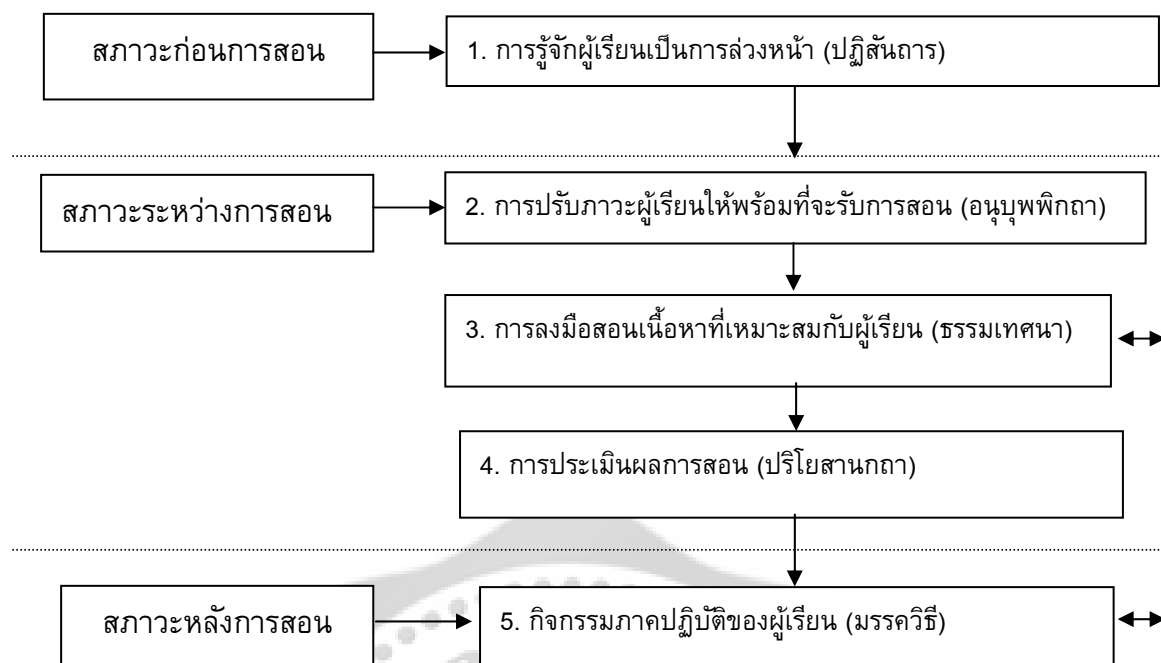 สภาวะก่อนการสอน
1. การรู้จักผู้เรียนเป็นการล่วงหน้า (ปฏิสันถาร)
สภาวะระหว่างการสอน
2. การปรับภาวะผู้เรียนให้พร้อมที่จะรับการสอน (อนุบุพพิกถา)
3. การลงมือสอนเนื้อหาที่เหมาะสมกับผู้เรียน (ธรรมเทศนา)
4. การประเมินผลการสอน (ปริโยสานกถา)
สภาวะหลังการสอน
5. กิจกรรมภาคปฏิบัติของผู้เรียน (มรรควิธี)